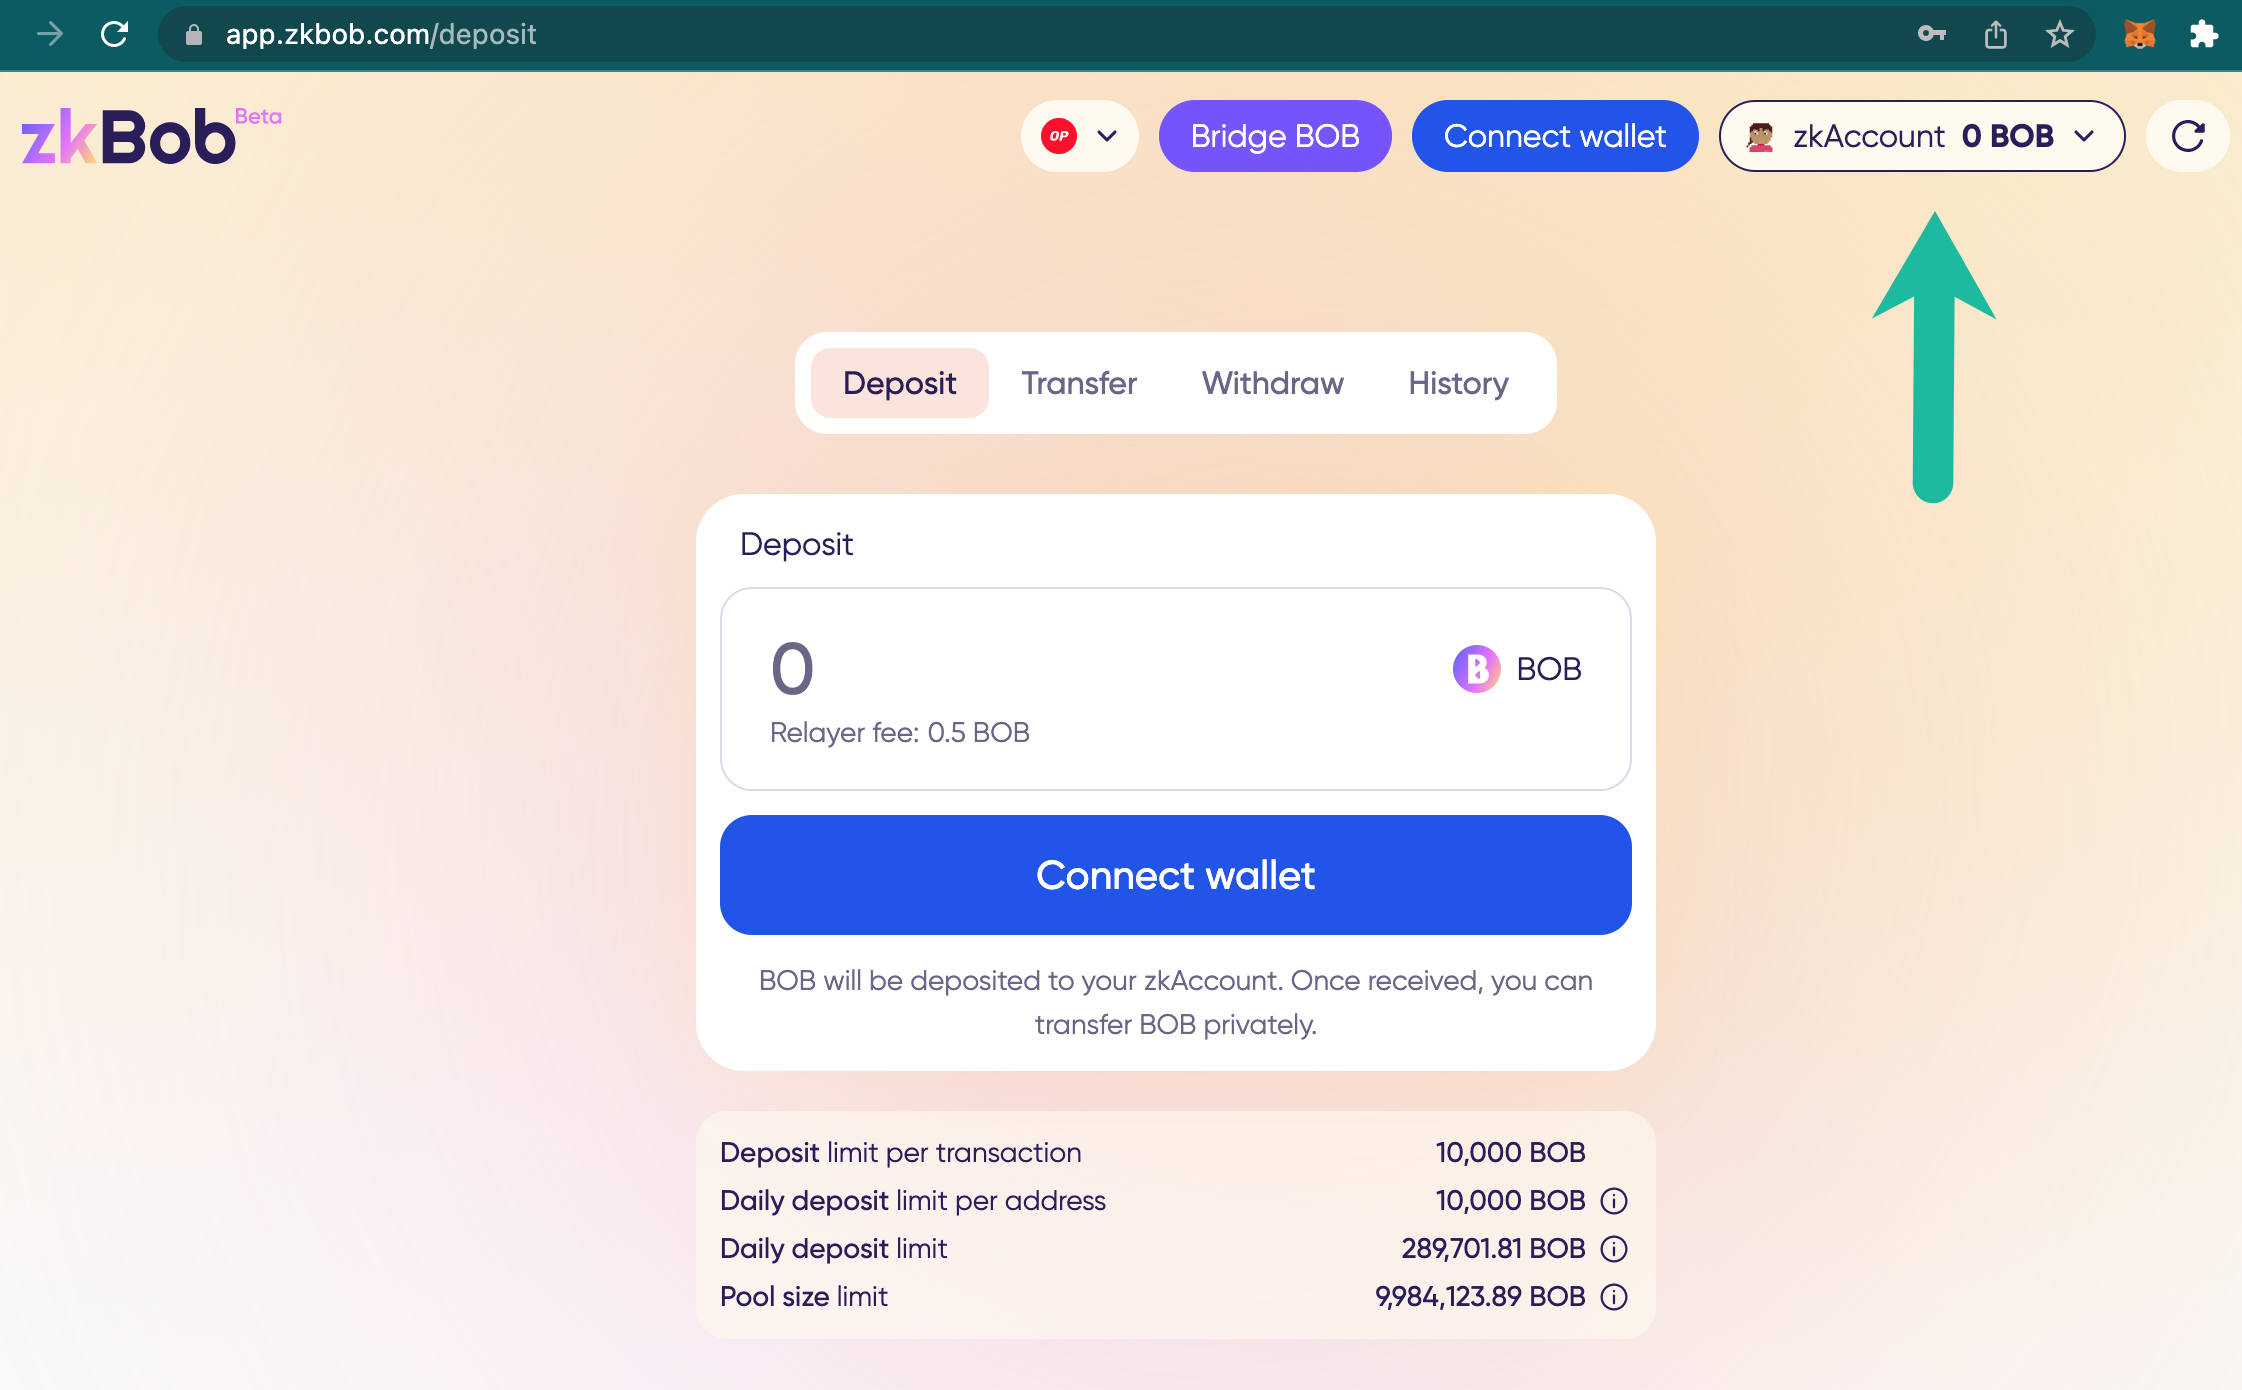 app.zkbob.com/deposit
zkBob Beta
OP
Bridge BOB
Connect wallet
zkAccount 0 BOB
Deposit Transfer Withdraw History
Deposit
0
B BOB
Relayer fee: 0.5 BOB
Connect wallet
BOB will be deposited to your zkAccount. Once received, you can
transfer BOB privately.
Deposit limit per transaction 10,000 BOB
Daily deposit limit per address 10,000 BOB
Daily deposit limit 289,701.81 BOB
Pool size limit 9,984,123.89 BOB